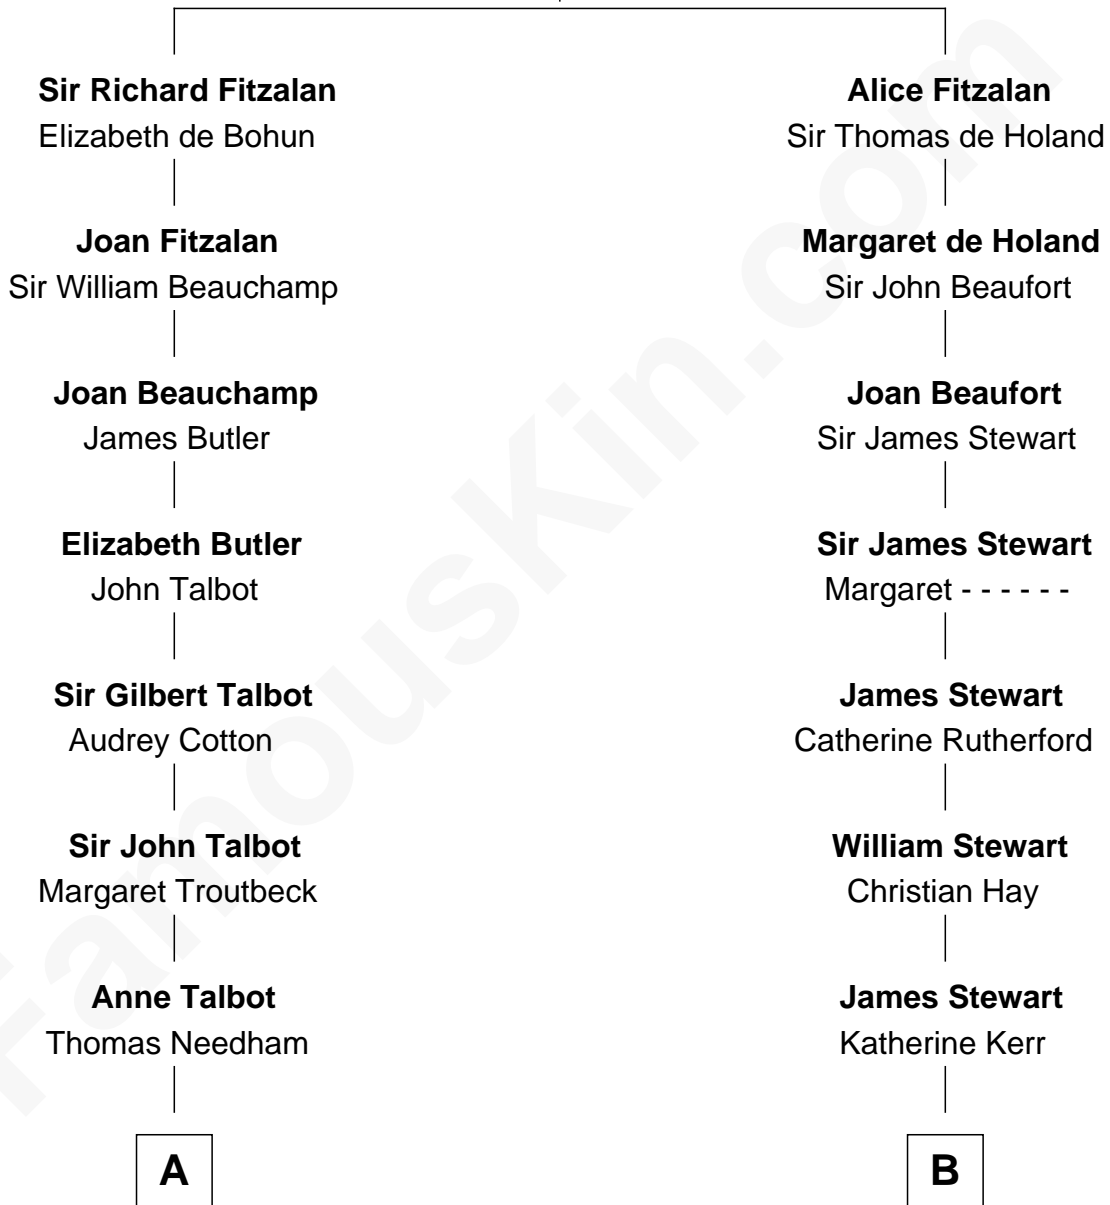 Sir Richard Fitzalan
Elizabeth de Bohun
Joan Fitzalan
Sir William Beauchamp
Joan Beauchamp
James Butler
Elizabeth Butler
John Talbot
Sir Gilbert Talbot
Audrey Cotton
Sir John Talbot
Margaret Troutbeck
Anne Talbot
Thomas Needham
A
Alice Fitzalan
Sir Thomas de Holand
Margaret de Holand
Sir John Beaufort
Joan Beaufort
Sir James Stewart
Sir James Stewart
Margaret - - - - - -
James Stewart
Catherine Rutherford
William Stewart
Christian Hay
James Stewart
Katherine Kerr
B
FamousKin.com